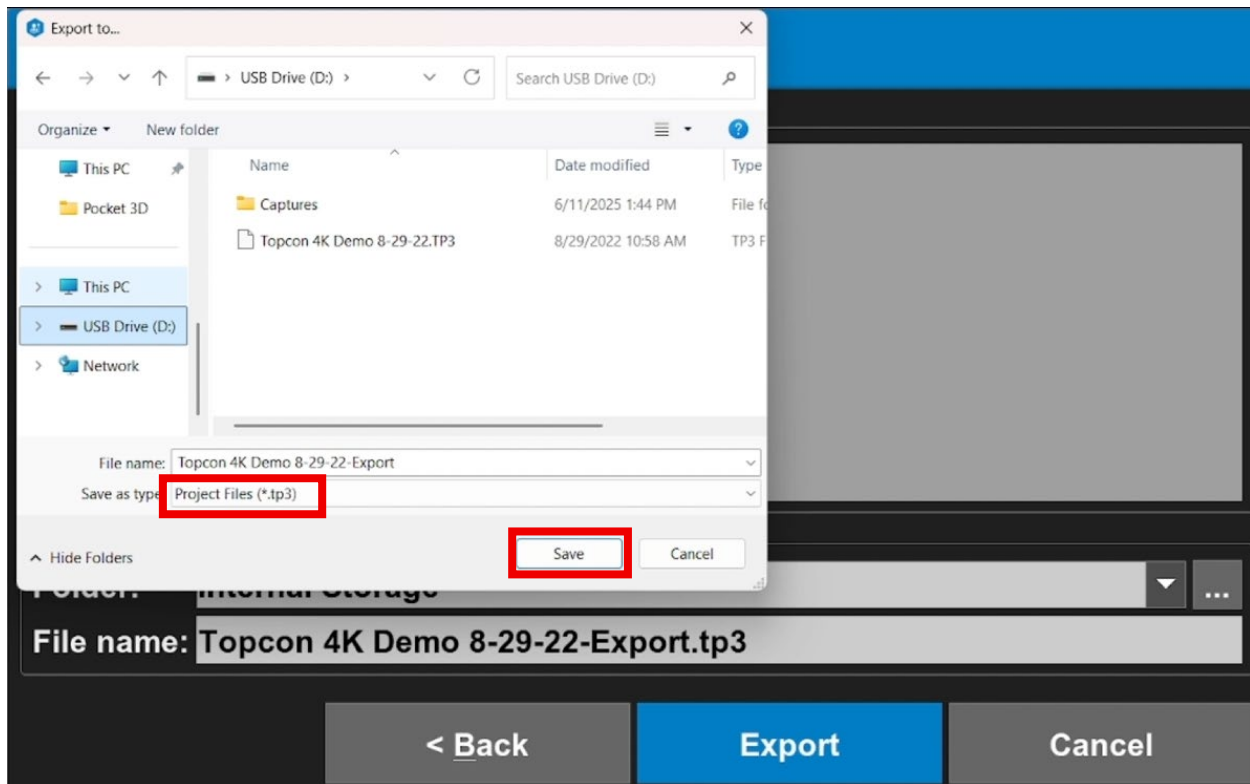 Export to...
USB Drive (D:)
Search USB Drive (D:)
Organize
New folder
This PC
Pocket 3D
This PC
USB Drive (D:)
Network
Name
Date modified
Type
Captures
6/11/2025 1:44 PM
File fo
Topcon 4K Demo 8-29-22.TP3
8/29/2022 10:58 AM
TP3 F
File name: Topcon 4K Demo 8-29-22-Export
Save as type Project Files (*.tp3)
Hide Folders
Save
Cancel
Folder: Internal Storage
...
File name: Topcon 4K Demo 8-29-22-Export.tp3
< Back
Export
Cancel